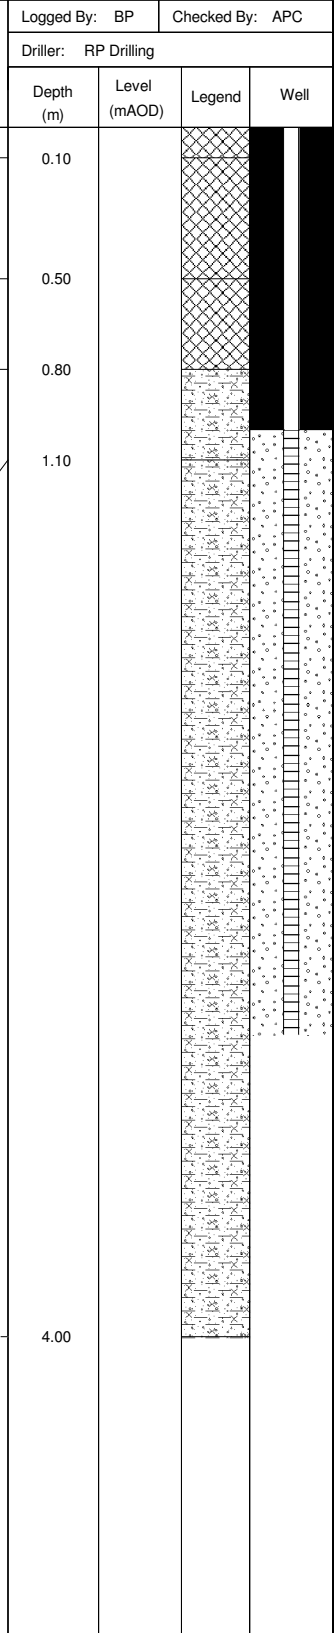 Logged By: BP Checked By: APC
Driller: RP Drilling
Depth (m) Level (mAOD) Legend Well
0.10
0.50
0.80
1.10
4.00